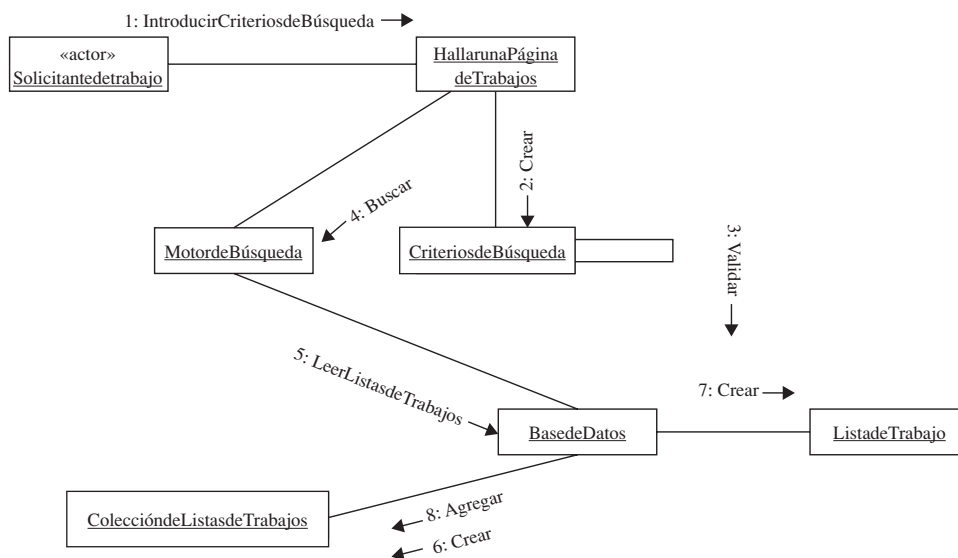 1: IntroducirCriteriosdeBúsqueda
«actor»
Solicitantedetrabajo
HallarunaPágina
deTrabajos
2: Crear
4: Buscar
MotordeBúsqueda
CriteriosdeBúsqueda
3: Validar
5: LeerListasdeTrabajos
7: Crear
BasedeDatos
ListadeTrabajo
ColeccióndeListasdeTrabajos
8: Agregar
6: Crear